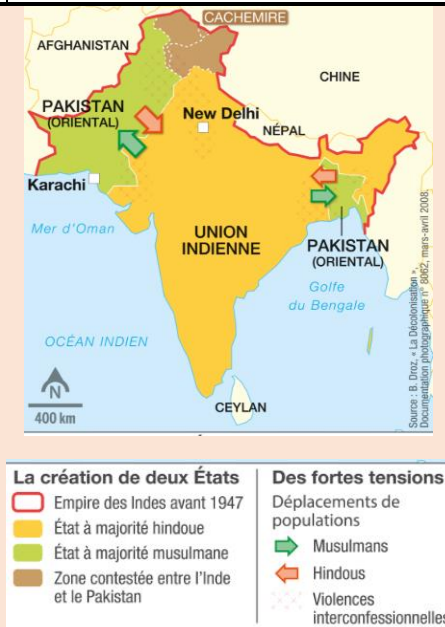 CACHEMIRE
AFGHANISTAN
CHINE
PAKISTAN
(ORIENTAL)
New Delhi
NÉPAL
Karachi
Mer d'Oman
UNION
INDIENNE
PAKISTAN
(ORIENTAL)
Golfe
du Bengale
OCÉAN INDIEN
N
400 km
CEYLAN
Source : B. Droz, « La Décolonisation »,
Documentation photographique n° 8062, mars-avril 2008.
La création de deux États
Empire des Indes avant 1947
État à majorité hindoue
État à majorité musulmane
Zone contestée entre l'Inde
et le Pakistan
Des fortes tensions
Déplacements de
populations
Musulmans
Hindous
Violences
interconfessionnelles